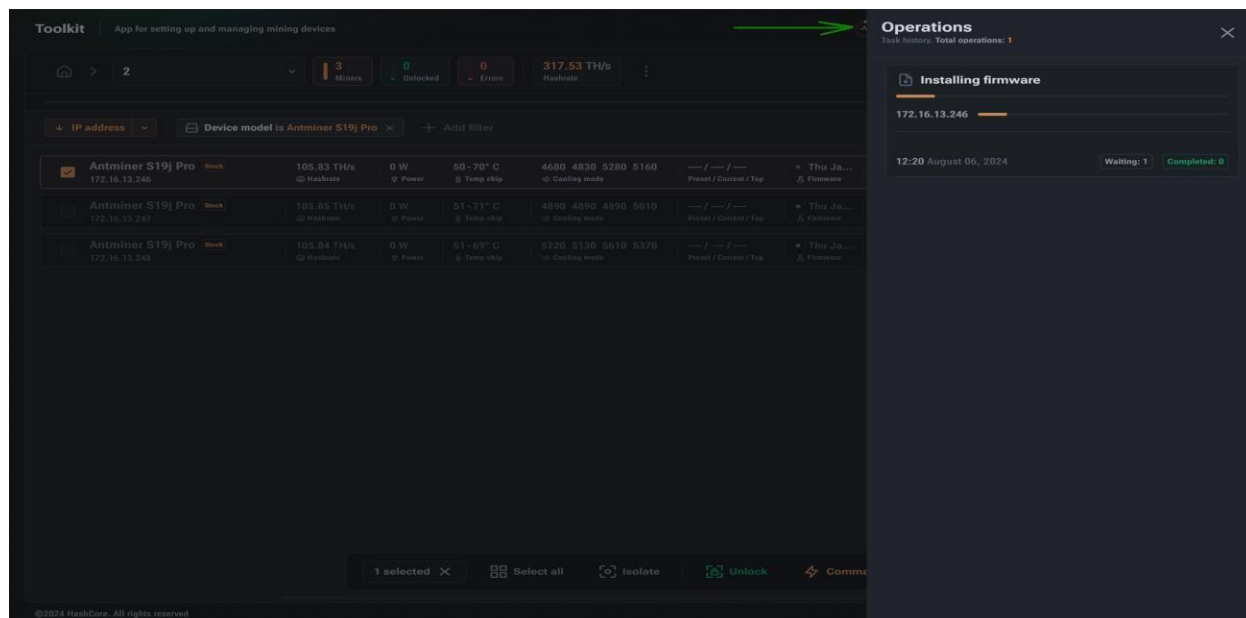 Toolkit App for setting up and managing mining devices
2
3 Miners
0 Unlocked
0 Errors
317.53 TH/s Hashrate
IP address
Device model is Antminer S19j Pro
Add filter
Antminer S19j Pro Stock 105.83 TH/s 0 W 50-70° C 4680 4830 5280 5160 — / — / — Thu Ja...
172.16.13.246 Hashrate Power Temp chip Cooling mode Preset / Current / Top Firmware
Antminer S19j Pro Stock 105.85 TH/s 0 W 51-71° C 4890 4890 4890 5010 — / — / — Thu Ja...
172.16.13.247 Hashrate Power Temp chip Cooling mode Preset / Current / Top Firmware
Antminer S19j Pro Stock 105.84 TH/s 0 W 51-69° C 5220 5130 5610 5370 — / — / — Thu Ja...
172.16.13.248 Hashrate Power Temp chip Cooling mode Preset / Current / Top Firmware
1 selected Select all Isolate Unlock Comma
©2024 HashCore. All rights reserved
Operations
Task history. Total operations: 1
Installing firmware
172.16.13.246
12:20 August 06, 2024 Waiting: 1 Completed: 0